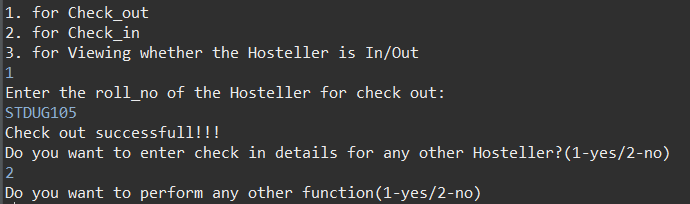 1. for Check_out
2. for Check_in
3. for Viewing whether the Hosteller is In/Out
1
Enter the roll_no of the Hosteller for check out:
STDUG105
Check out successfull!!!
Do you want to enter check in details for any other Hosteller?(1-yes/2-no)
2
Do you want to perform any other function(1-yes/2-no)